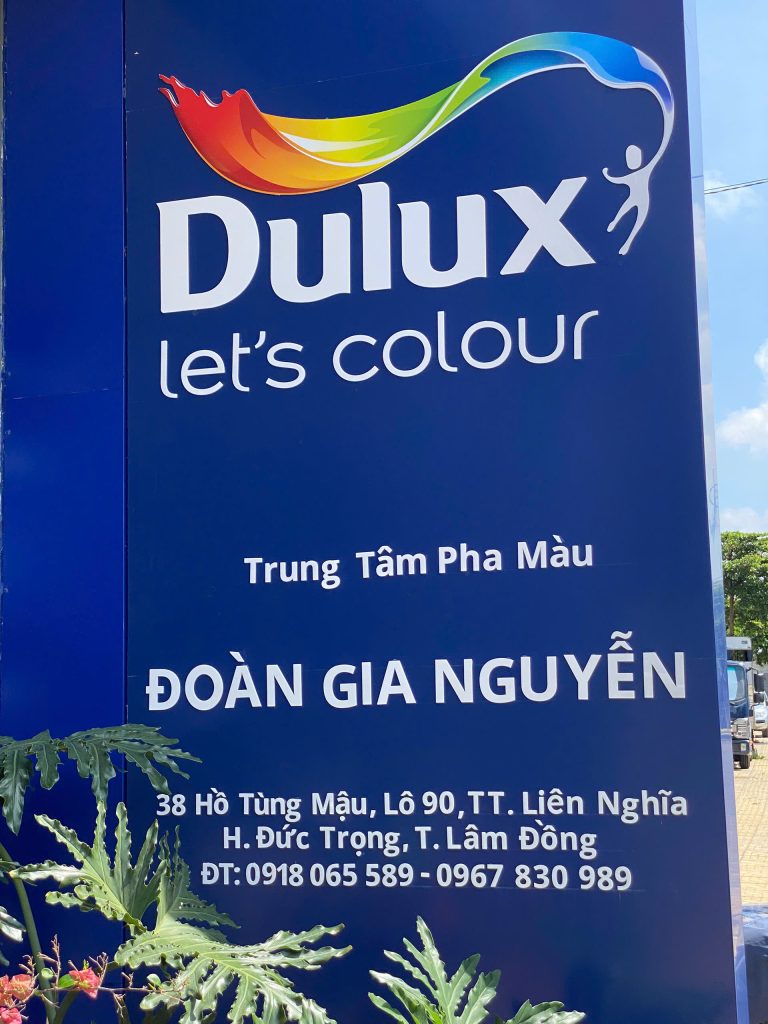 Dulux
let's colour
Trung Tâm Pha Màu
ĐOÀN GIA NGUYỄN
38 Hồ Tùng Mậu, Lô 90, TT. Liên Nghĩa
H. Đức Trọng, T. Lâm Đồng
ĐT: 0918 065 589 - 0967 830 989